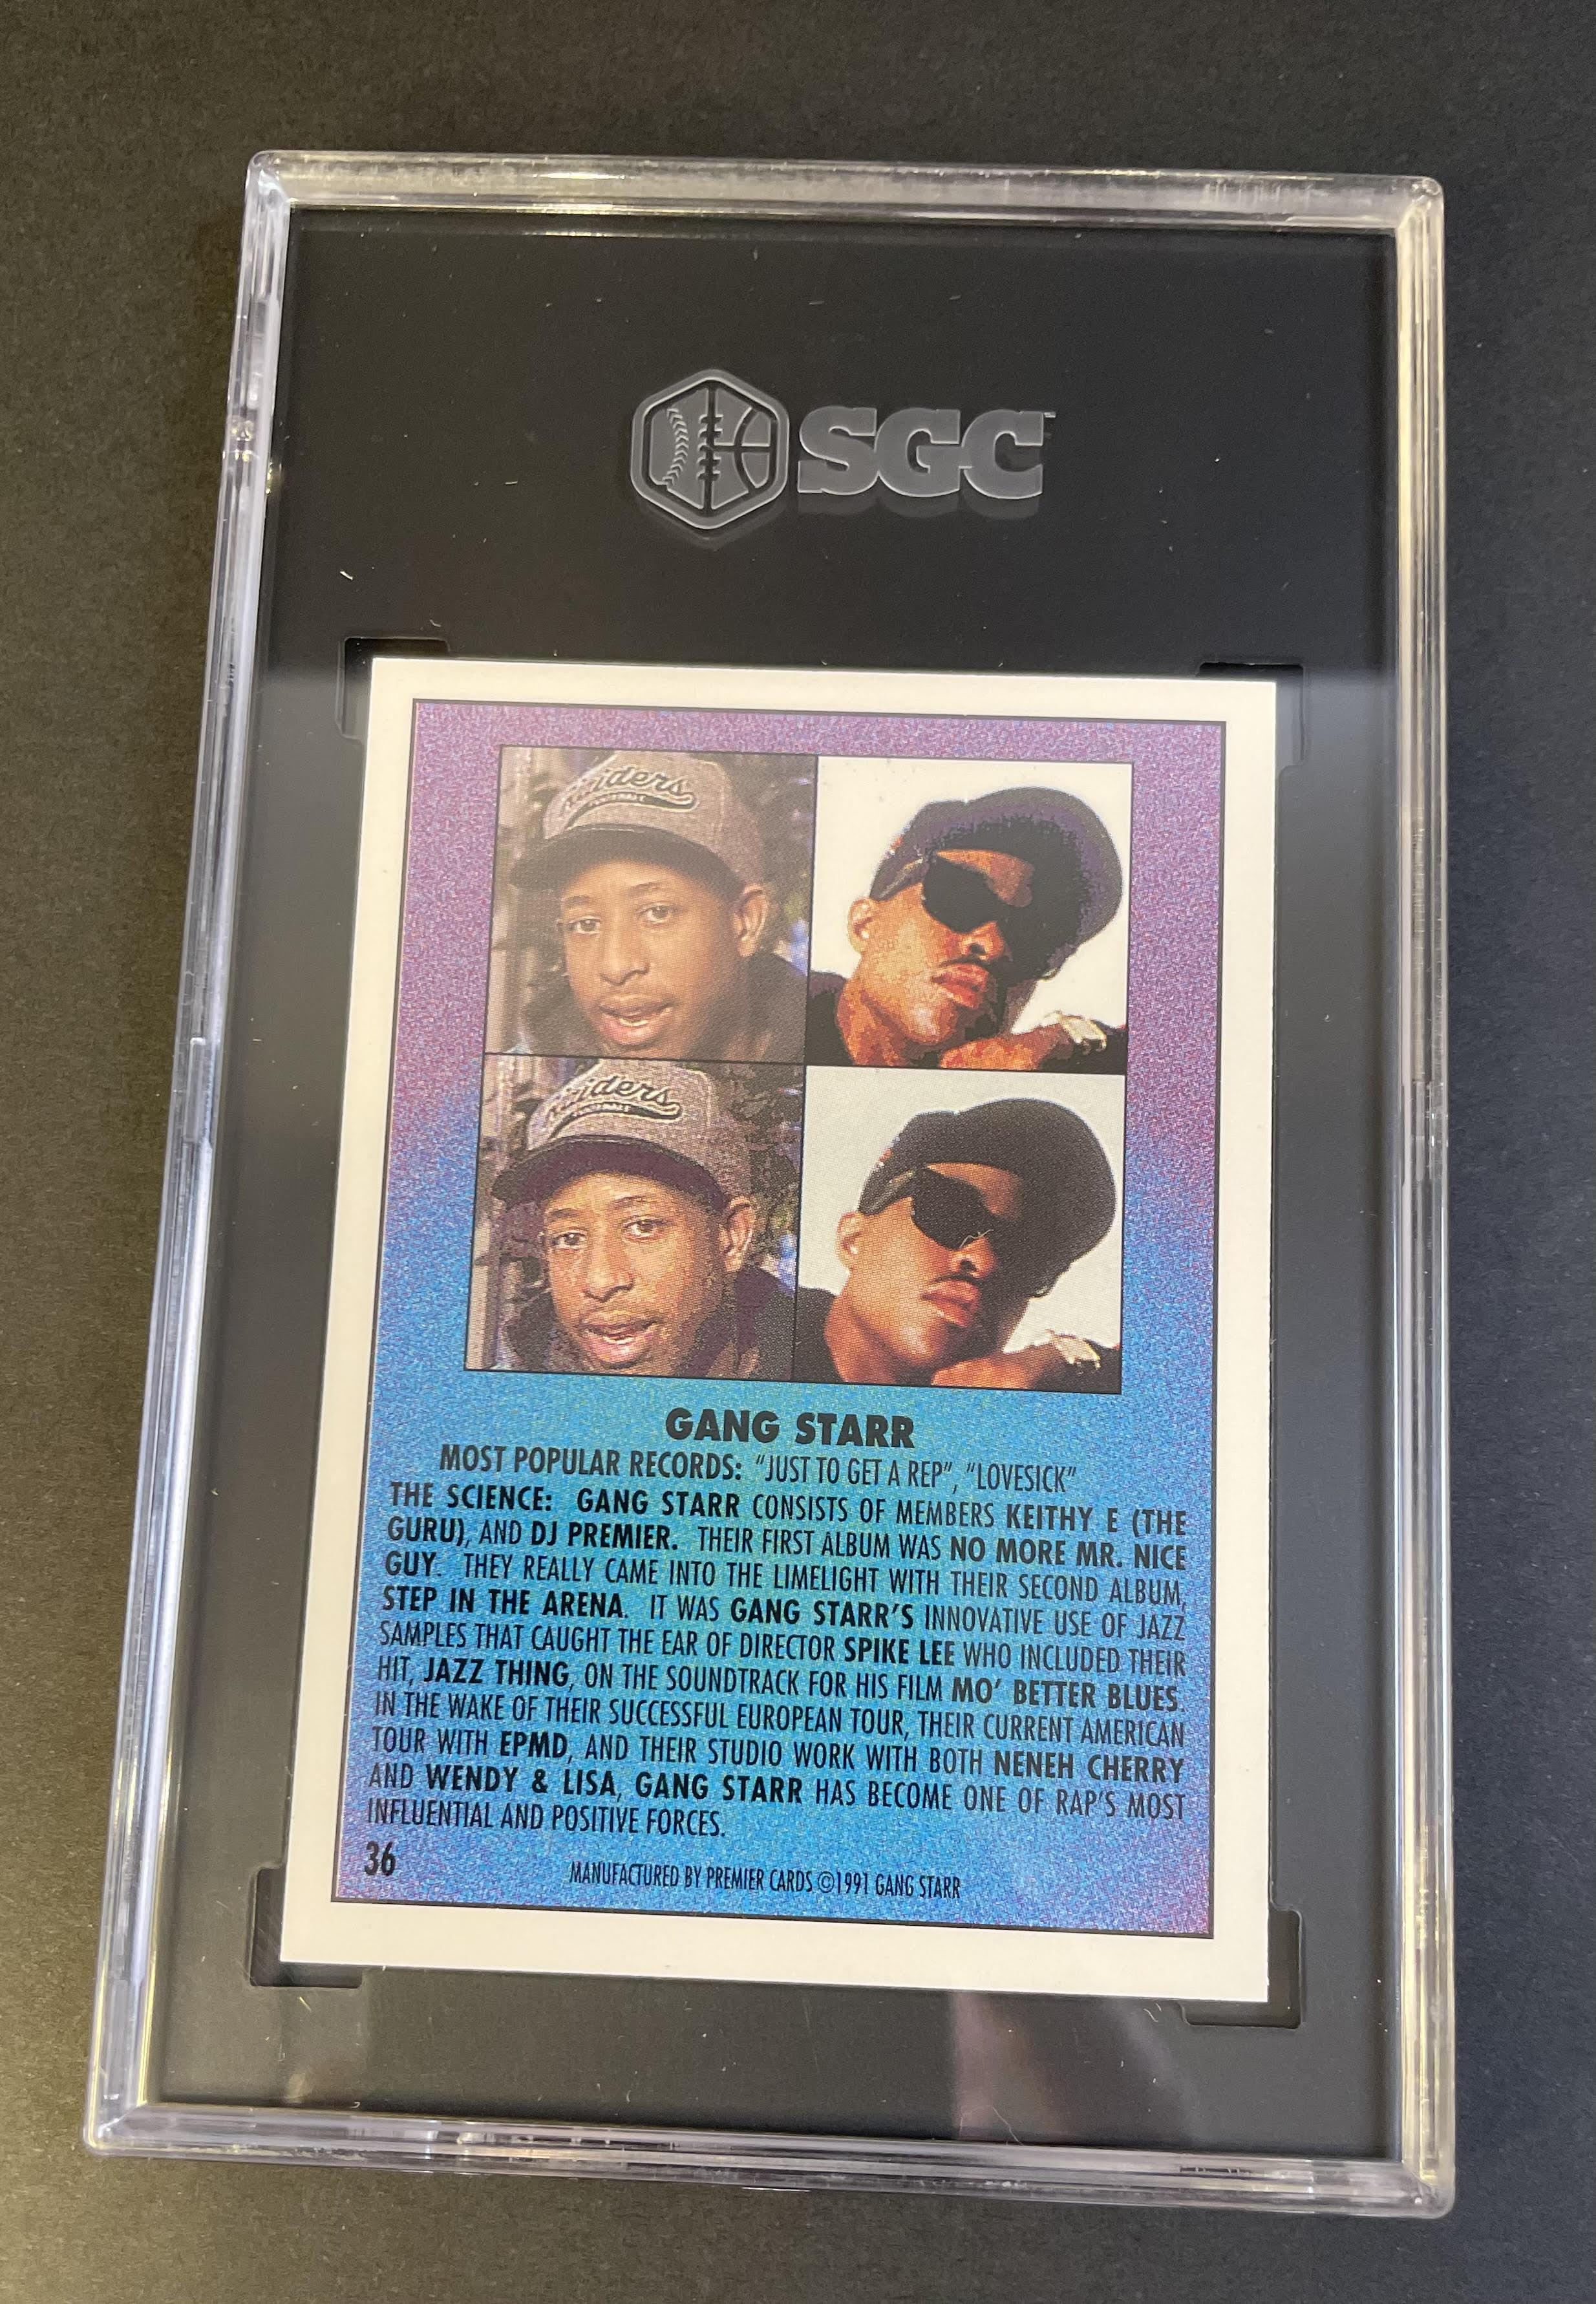 SGC
Raiders
Raiders
GANG STARR
MOST POPULAR RECORDS: "JUST TO GET A REP", "LOVESICK"
THE SCIENCE: GANG STARR CONSISTS OF MEMBERS KEITHY E (THE
GURU), AND DJ PREMIER. THEIR FIRST ALBUM WAS NO MORE MR. NICE
GUY. THEY REALLY CAME INTO THE LIMELIGHT WITH THEIR SECOND ALBUM,
STEP IN THE ARENA. IT WAS GANG STARR'S INNOVATIVE USE OF JAZZ
SAMPLES THAT CAUGHT THE EAR OF DIRECTOR SPIKE LEE WHO INCLUDED THEIR
HIT, JAZZ THING, ON THE SOUNDTRACK FOR HIS FILM MO' BETTER BLUES.
IN THE WAKE OF THEIR SUCCESSFUL EUROPEAN TOUR, THEIR CURRENT AMERICAN
TOUR WITH EPMD, AND THEIR STUDIO WORK WITH BOTH NENEH CHERRY
AND WENDY & LISA, GANG STARR HAS BECOME ONE OF RAP'S MOST
INFLUENTIAL AND POSITIVE FORCES.
36
MANUFACTURED BY PREMIER CARDS ©1991 GANG STARR